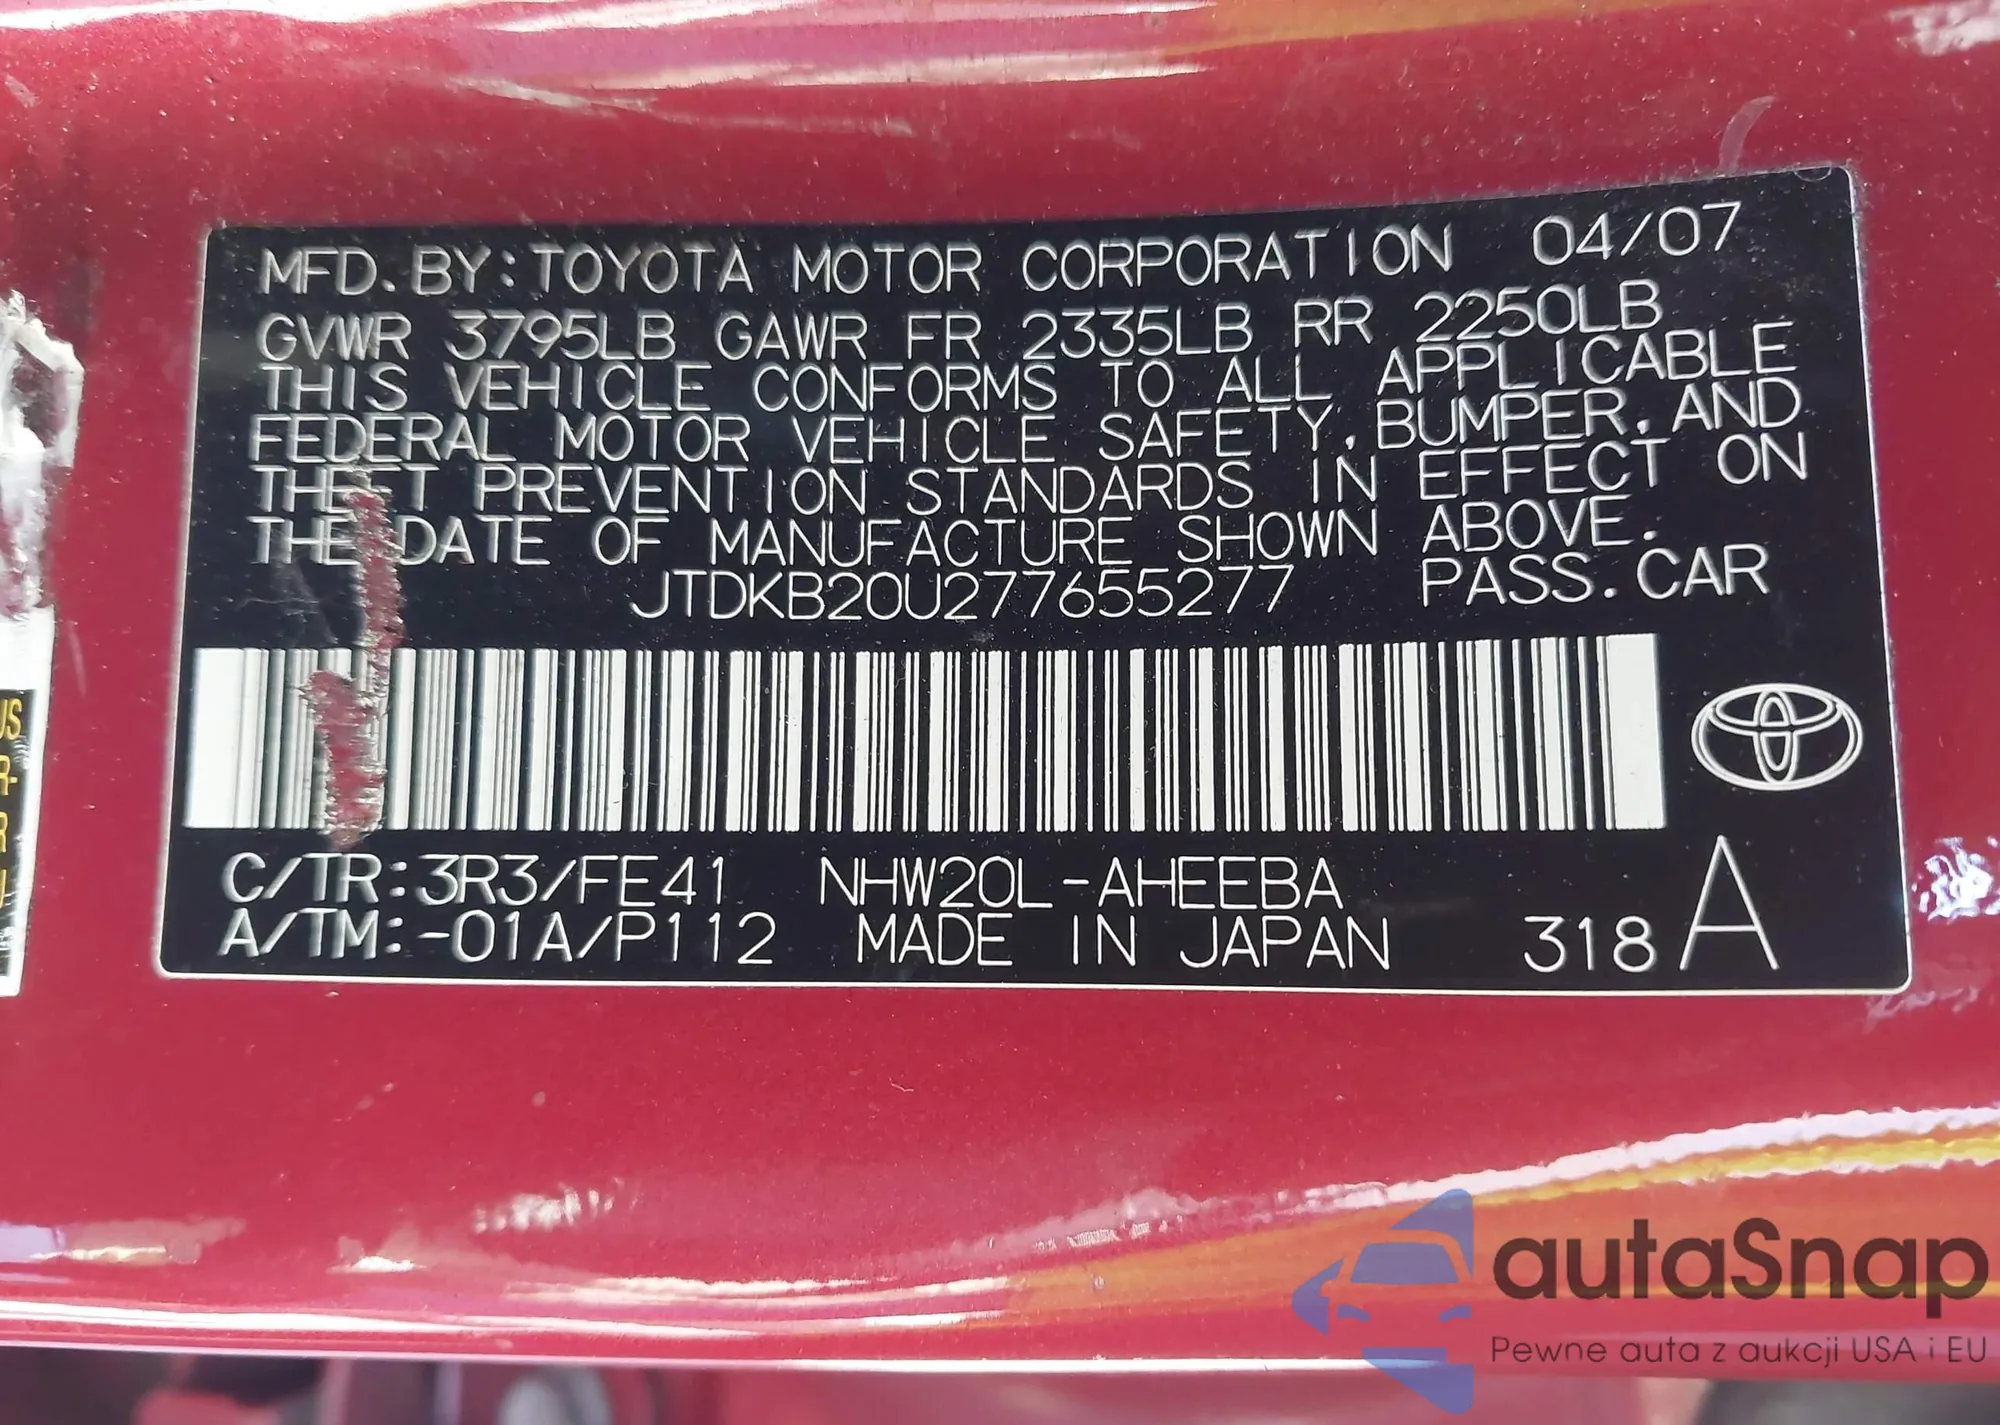 MFD. BY: TOYOTA MOTOR CORPORATION 04/07
GVWR 3795LB GAWR FR 2335LB RR 2250LB
THIS VEHICLE CONFORMS TO ALL APPLICABLE
FEDERAL MOTOR VEHICLE SAFETY, BUMPER, AND
THEFT PREVENTION STANDARDS IN EFFECT ON
THE DATE OF MANUFACTURE SHOWN ABOVE.
JTDKB20U277655277 PASS. CAR
C/TR: 3R3/FE41 NHW20L-AHEEBA
A/TM: -01A/P112 MADE IN JAPAN 318 A
US
R-
R
autaSnap
Pewne auta z aukcji USA i EU